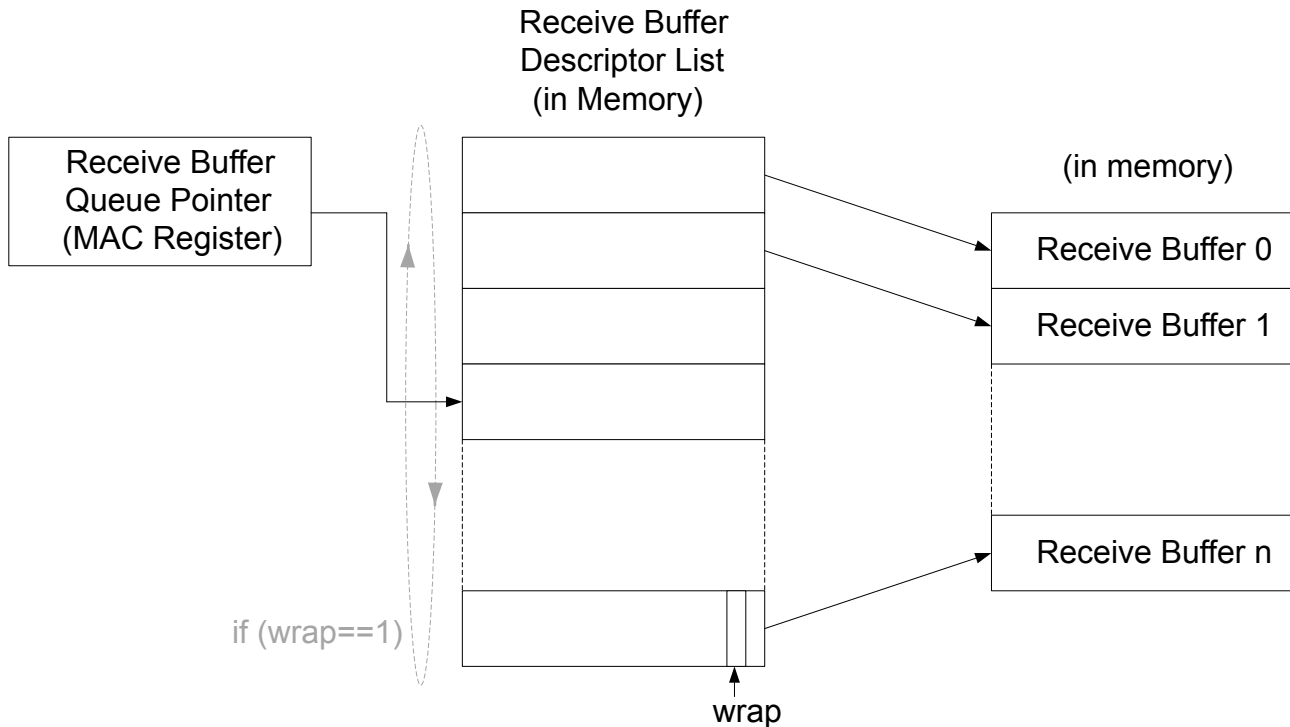 Receive Buffer
Descriptor List
(in Memory)
Receive Buffer
Queue Pointer
(MAC Register)
(in memory)
Receive Buffer 0
Receive Buffer 1
Receive Buffer n
if (wrap==1)
wrap